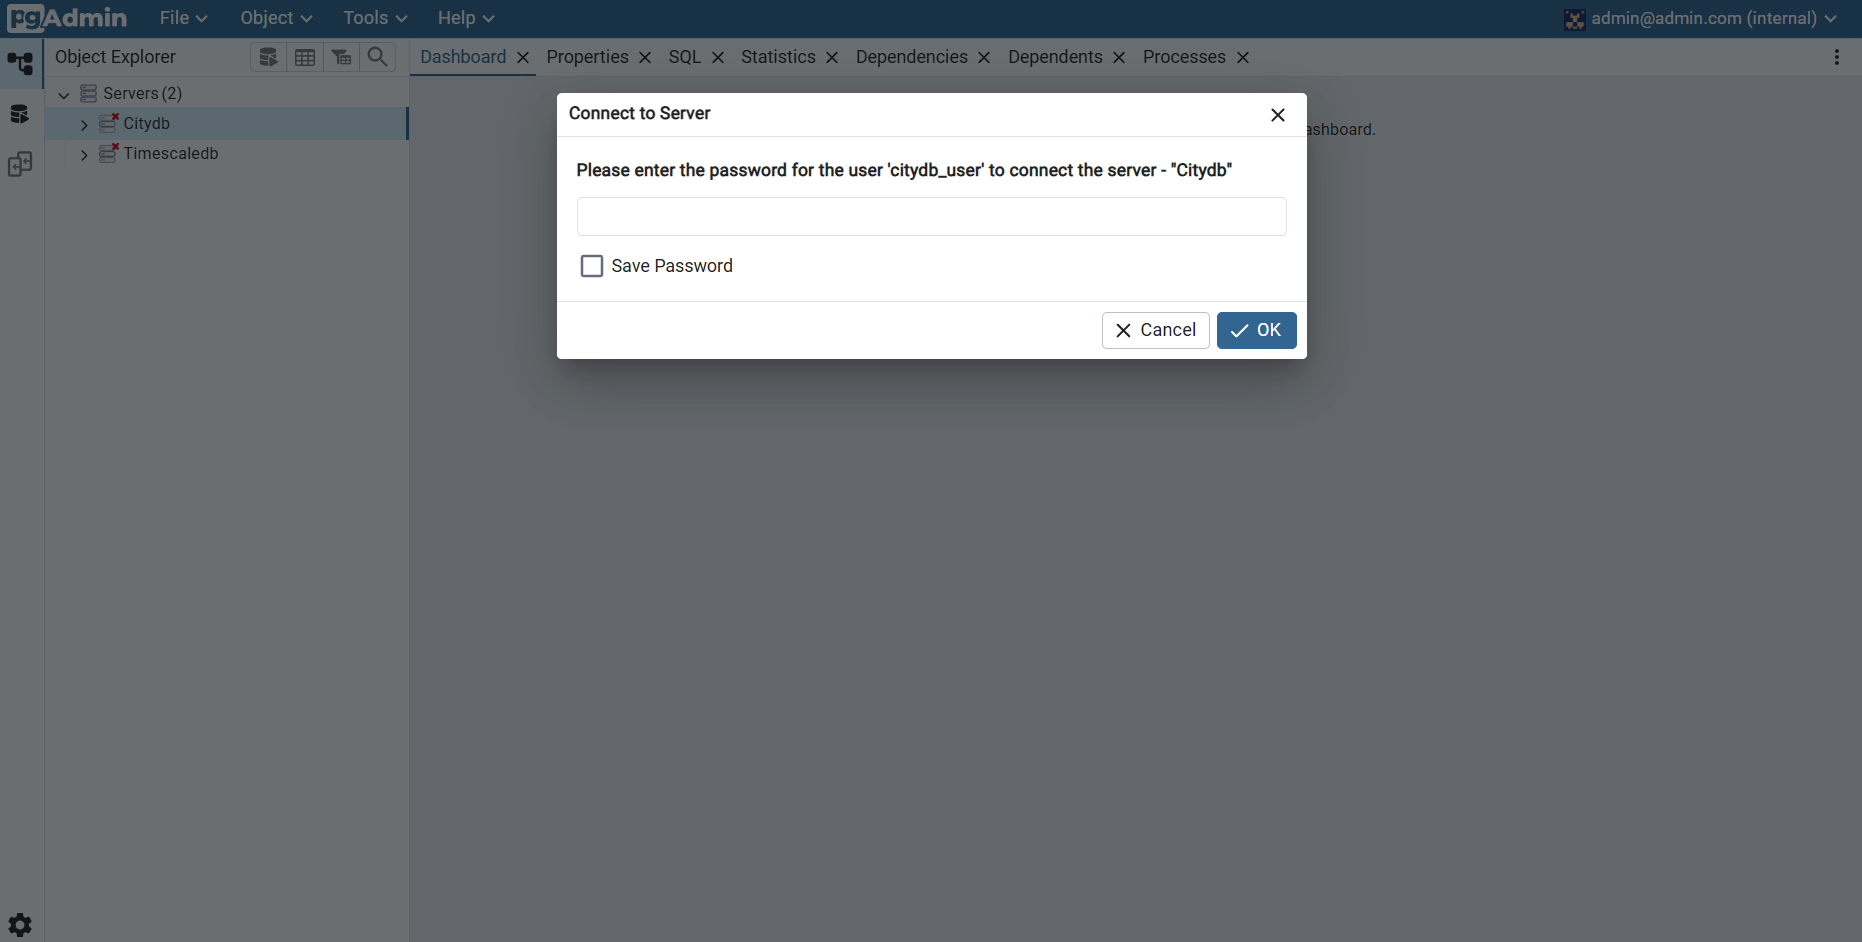 pgAdmin File Object Tools Help admin@admin.com (internal)
Object Explorer Dashboard Properties SQL Statistics Dependencies Dependents Processes
Servers (2)
Citydb
Timescaledb
Connect to Server
ashboard.
Please enter the password for the user 'citydb_user' to connect the server - "Citydb"
Save Password
Cancel OK